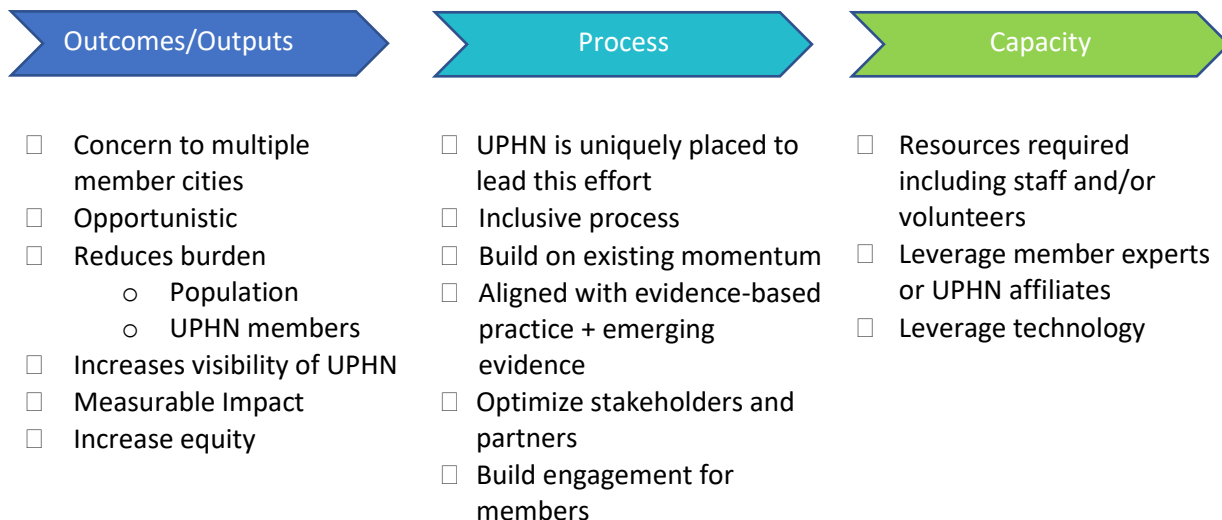 Outcomes/Outputs
☐ Concern to multiple
member cities
☐ Opportunistic
☐ Reduces burden
o Population
o UPHN members
☐ Increases visibility of UPHN
☐ Measurable Impact
☐ Increase equity
Process
☐ UPHN is uniquely placed to
lead this effort
☐ Inclusive process
☐ Build on existing momentum
☐ Aligned with evidence-based
practice + emerging
evidence
☐ Optimize stakeholders and
partners
☐ Build engagement for
members
Capacity
☐ Resources required
including staff and/or
volunteers
☐ Leverage member experts
or UPHN affiliates
☐ Leverage technology